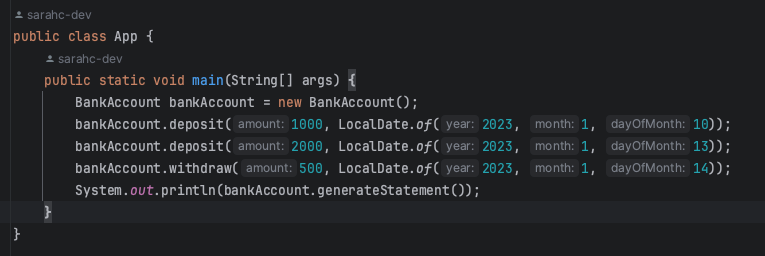 sarahc-dev
public class App {
sarahc-dev
public static void main(String[] args) {
BankAccount bankAccount = new BankAccount();
bankAccount.deposit( amount: 1000, LocalDate.of( year: 2023, month: 1, dayOfMonth: 10));
bankAccount.deposit( amount: 2000, LocalDate.of( year: 2023, month: 1, dayOfMonth: 13));
bankAccount.withdraw( amount: 500, LocalDate.of( year: 2023, month: 1, dayOfMonth: 14));
System.out.println(bankAccount.generateStatement());
}
}